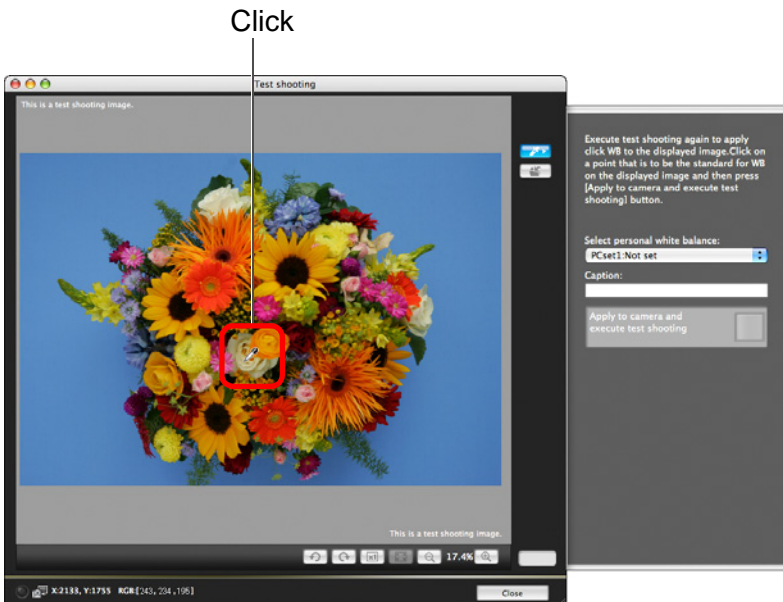 Click
Test shooting
This is a test shooting image.
Execute test shooting again to apply
click WB to the displayed image.Click on
a point that is to be the standard for WB
on the displayed image and then press
[Apply to camera and execute test
shooting] button.
Select personal white balance:
PCset1:Not set
Caption:
Apply to camera and
execute test shooting
This is a test shooting image.
17.4%
X:2133, Y:1755 RGB:[243, 234, 195]
Close